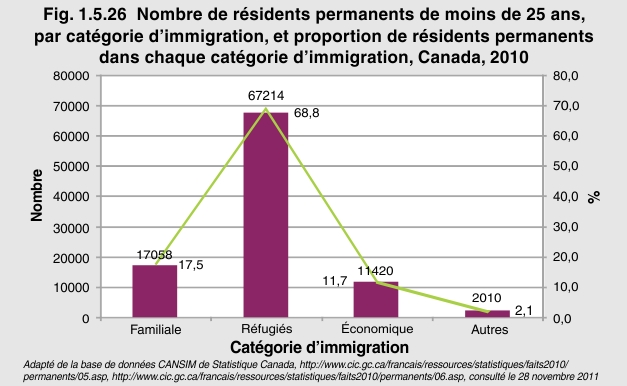 Fig. 1.5.26 Nombre de résidents permanents de moins de 25 ans,
par catégorie d'immigration, et proportion de résidents permanents
dans chaque catégorie d'immigration, Canada, 2010
80000 80,0
70000 67214 68,8 70,0
60000 60,0
50000 50,0
40000 40,0
30000 30,0
20000 17058 17,5 20,0
10000 11,7 11420 10,0
0 2010 2,1 0,0
Nombre
%
Familiale Réfugiés Économique Autres
Catégorie d'immigration
Adapté de la base de données CANSIM de Statistique Canada, http://www.cic.gc.ca/francais/ressources/statistiques/faits2010/
permanents/05.asp, http://www.cic.gc.ca/francais/ressources/statistiques/faits2010/permanents/06.asp, consulté le 28 novembre 2011